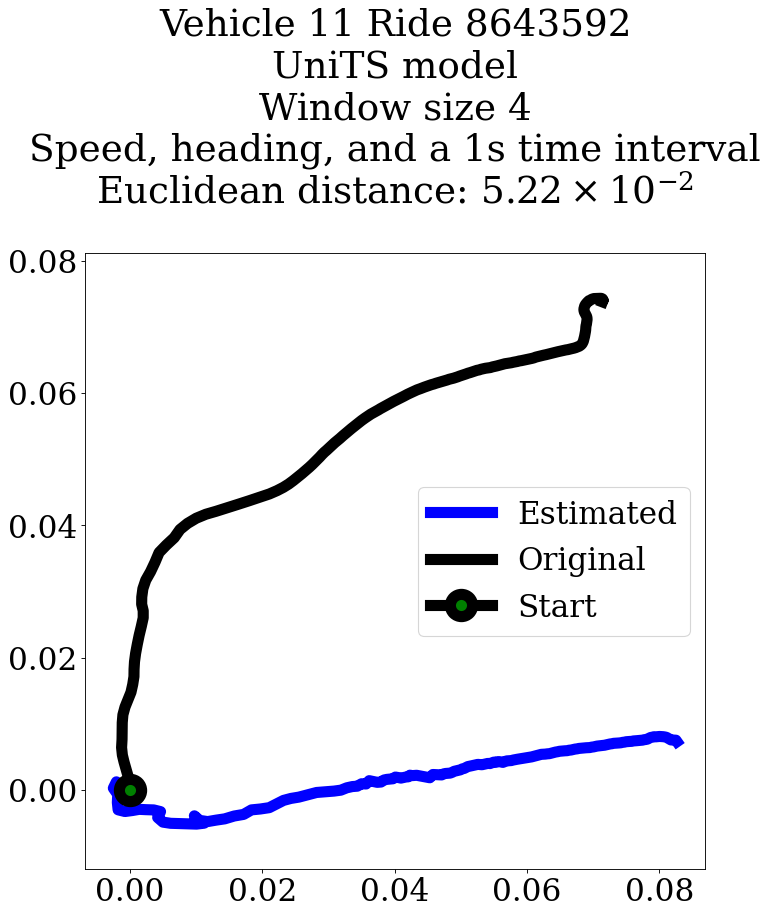 Vehicle 11 Ride 8643592
UniTS model
Window size 4
Speed, heading, and a 1s time interval
Euclidean distance: 5.22 × 10⁻²
0.08
0.06
0.04
0.02
0.00
Estimated
Original
Start
0.00 0.02 0.04 0.06 0.08